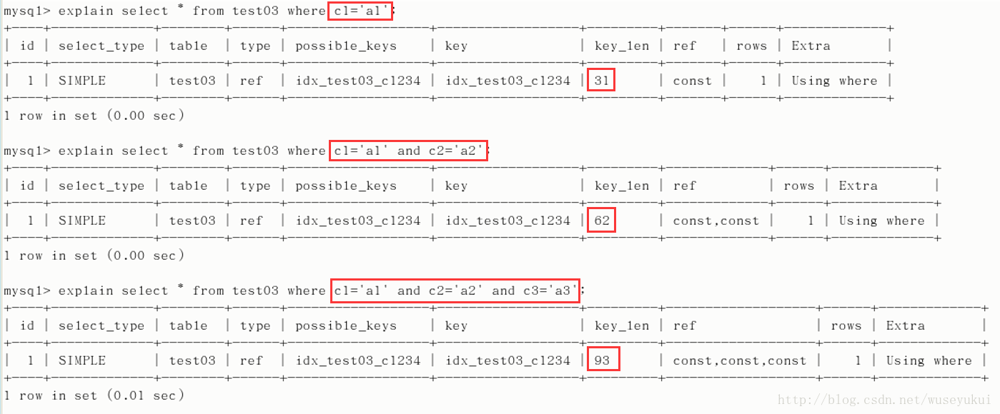 mysql> explain select * from test03 where c1='a1';
+----+-------------+--------+------+------------------+------------------+---------+-------+------+-------------+
| id | select_type | table | type | possible_keys | key | key_len | ref | rows | Extra |
+----+-------------+--------+------+------------------+------------------+---------+-------+------+-------------+
| 1 | SIMPLE | test03 | ref | idx_test03_c1234 | idx_test03_c1234 | 31 | const | 1 | Using where |
+----+-------------+--------+------+------------------+------------------+---------+-------+------+-------------+
1 row in set (0.00 sec)
mysql> explain select * from test03 where c1='a1' and c2='a2';
+----+-------------+--------+------+------------------+------------------+---------+-------------+------+-------------+
| id | select_type | table | type | possible_keys | key | key_len | ref | rows | Extra |
+----+-------------+--------+------+------------------+------------------+---------+-------------+------+-------------+
| 1 | SIMPLE | test03 | ref | idx_test03_c1234 | idx_test03_c1234 | 62 | const,const | 1 | Using where |
+----+-------------+--------+------+------------------+------------------+---------+-------------+------+-------------+
1 row in set (0.00 sec)
mysql> explain select * from test03 where c1='a1' and c2='a2' and c3='a3';
+----+-------------+--------+------+------------------+------------------+---------+-------------------+------+-------------+
| id | select_type | table | type | possible_keys | key | key_len | ref | rows | Extra |
+----+-------------+--------+------+------------------+------------------+---------+-------------------+------+-------------+
| 1 | SIMPLE | test03 | ref | idx_test03_c1234 | idx_test03_c1234 | 93 | const,const,const | 1 | Using where |
+----+-------------+--------+------+------------------+------------------+---------+-------------------+------+-------------+
1 row in set (0.01 sec)
http://blog.csdn.net/wuseyukui